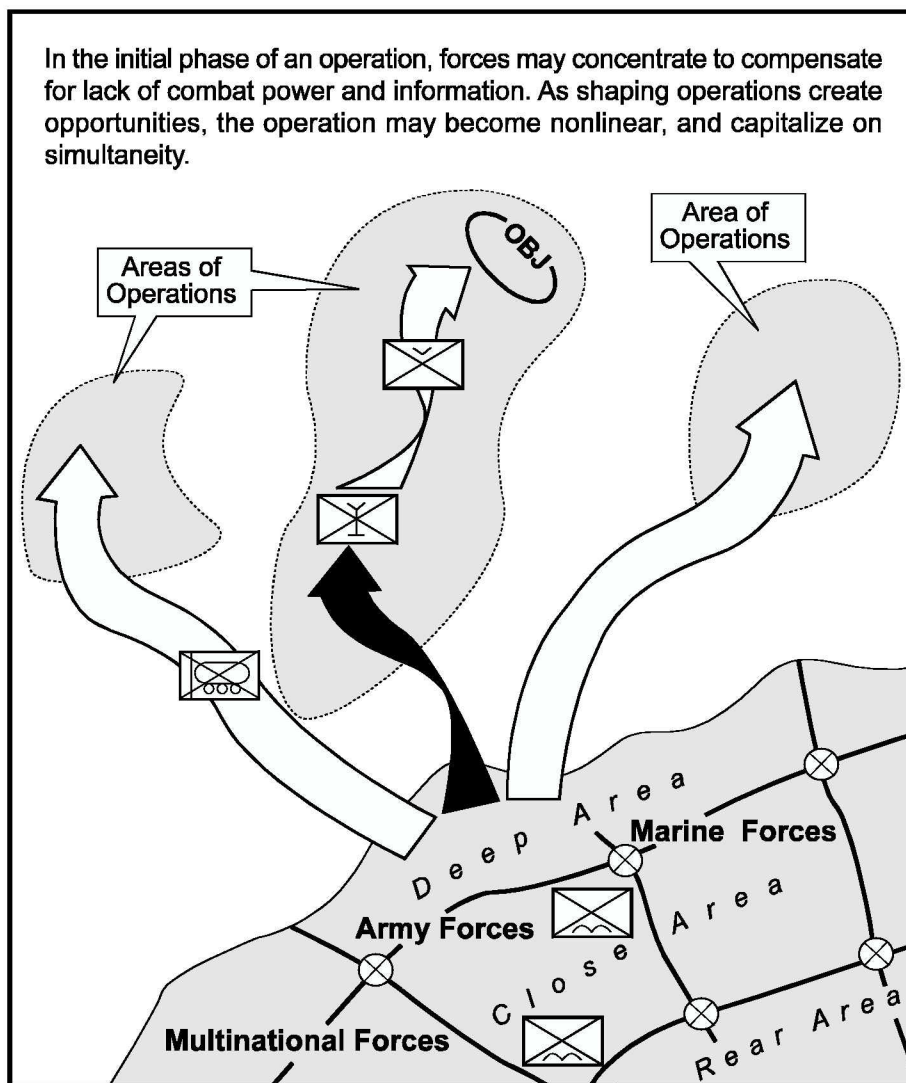 In the initial phase of an operation, forces may concentrate to compensate
for lack of combat power and information. As shaping operations create
opportunities, the operation may become nonlinear, and capitalize on
simultaneity.
Area of
Operations
Areas of
Operations
OBJ
Deep Area
Marine Forces
Army Forces
Close Area
Multinational Forces
Rear Area